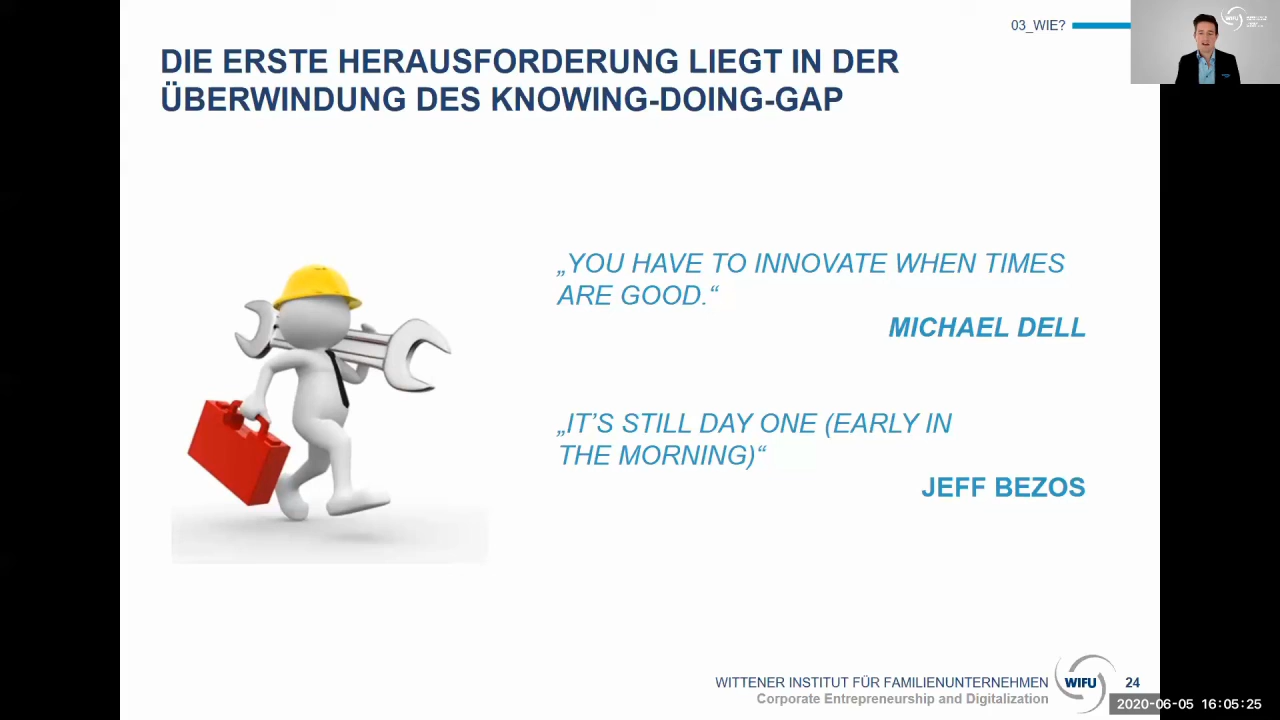 03_WIE?
WIFU
DIE ERSTE HERAUSFORDERUNG LIEGT IN DER
ÜBERWINDUNG DES KNOWING-DOING-GAP
„YOU HAVE TO INNOVATE WHEN TIMES
ARE GOOD.“
MICHAEL DELL
„IT’S STILL DAY ONE (EARLY IN
THE MORNING)“
JEFF BEZOS
WITTENER INSTITUT FÜR FAMILIENUNTERNEHMEN
Corporate Entrepreneurship and Digitalization
WIFU
24
2020-06-05 16:05:25